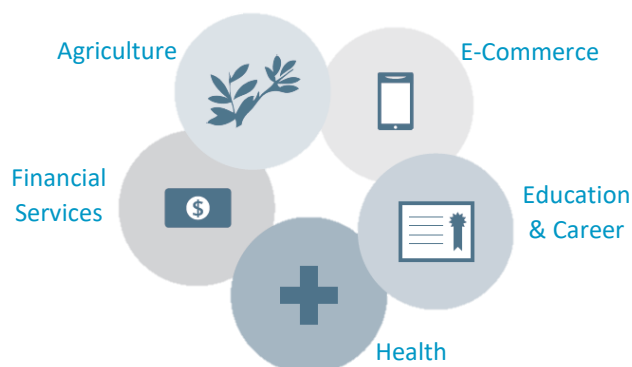 Agriculture
E-Commerce
Financial
Services
$
Education
& Career
Health